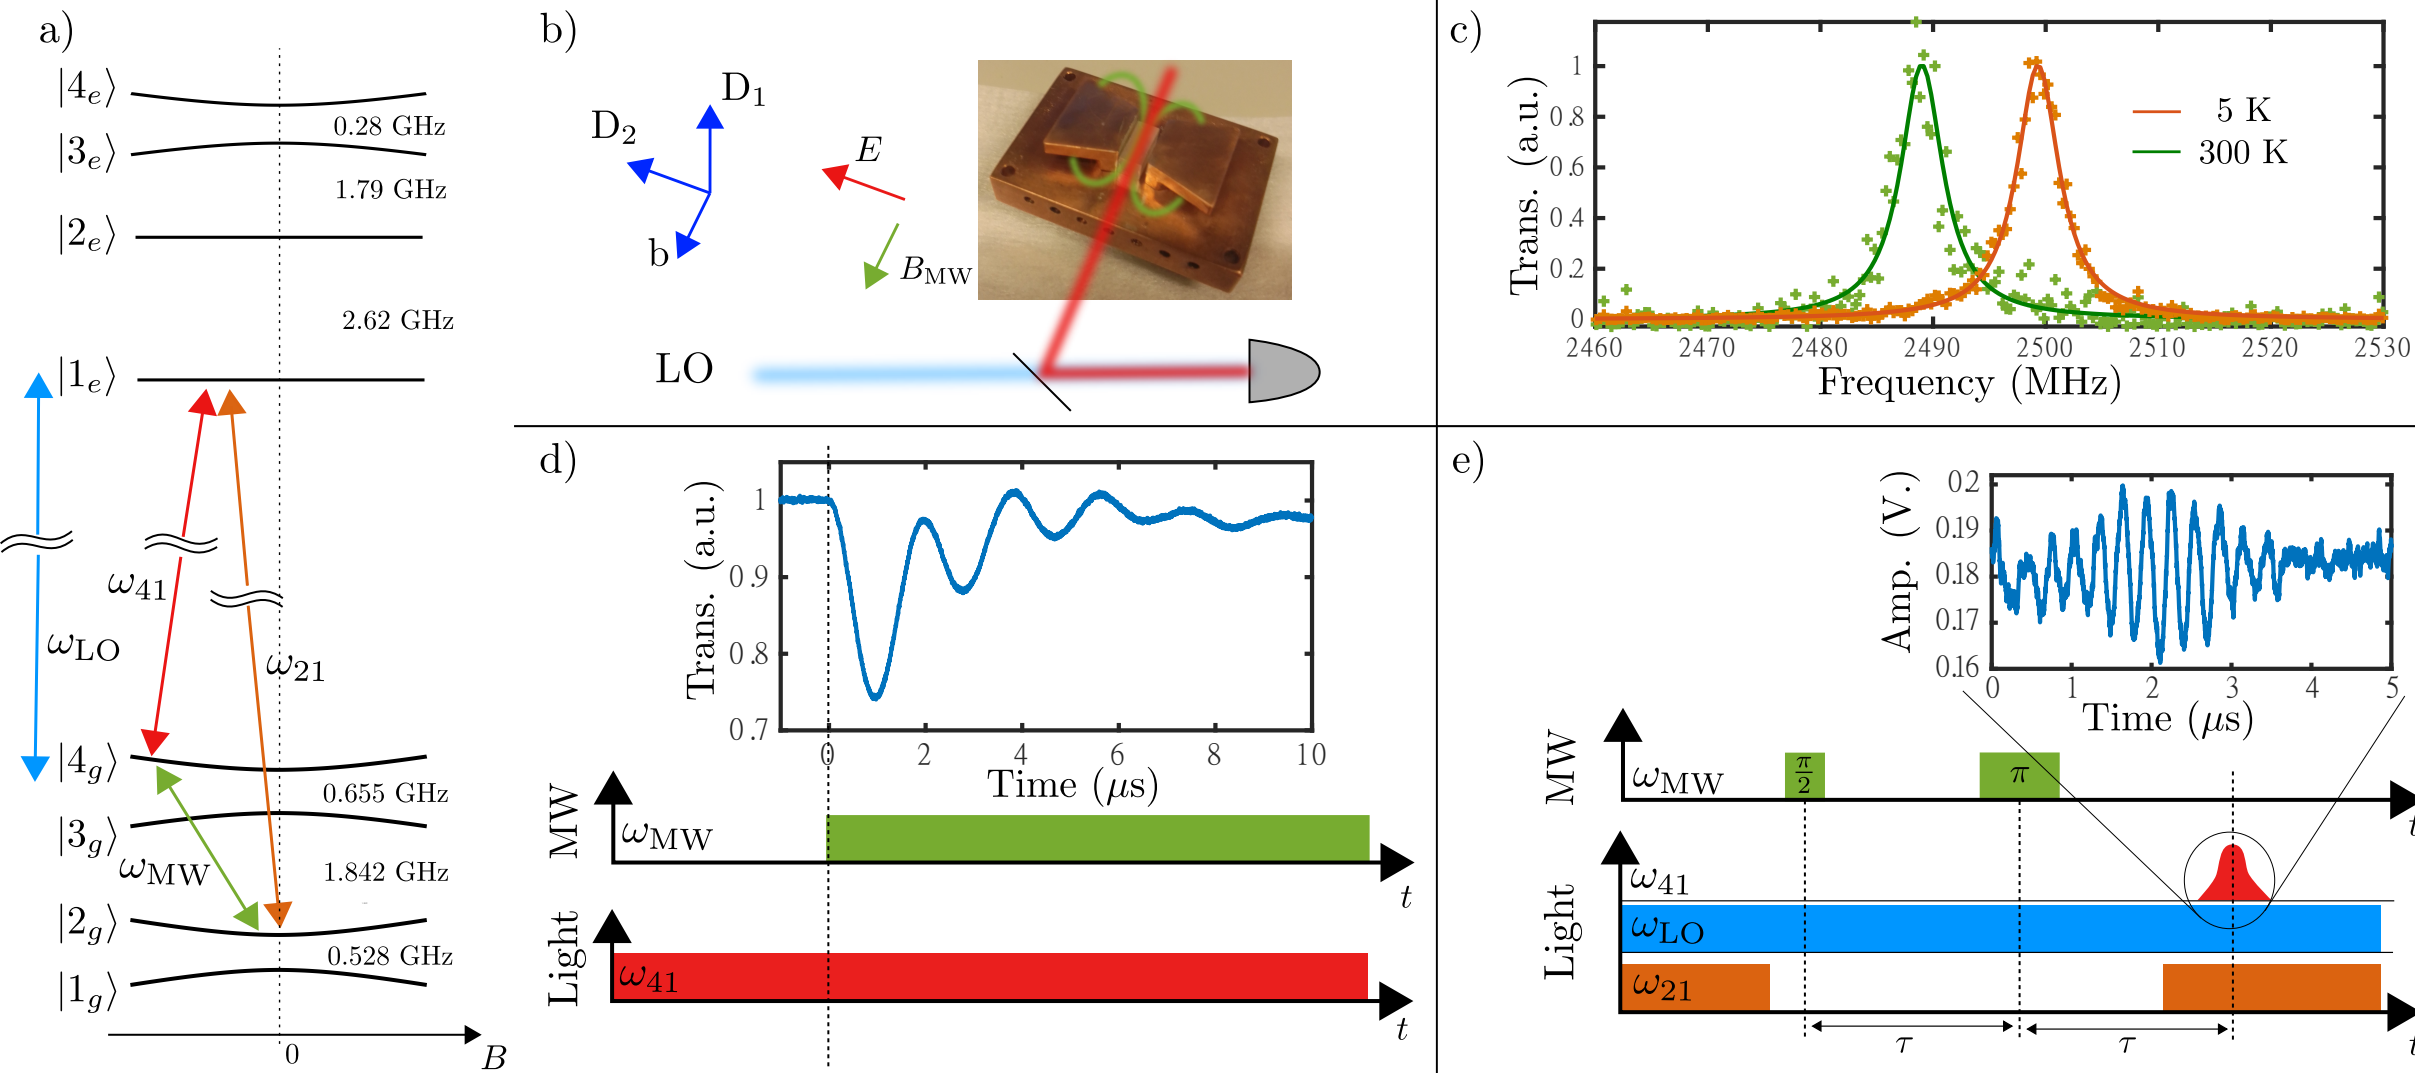 a)
|4e⟩
0.28 GHz
|3e⟩
1.79 GHz
|2e⟩
2.62 GHz
|1e⟩
ω41
ωLO
ω21
|4g⟩
0.655 GHz
|3g⟩
ωMW
1.842 GHz
|2g⟩
0.528 GHz
|1g⟩
0
B
b)
D1
D2
b
E
BMW
LO
c)
Trans. (a.u.)
1
0.8
0.6
0.4
0.2
0
5 K
300 K
2460 2470 2480 2490 2500 2510 2520 2530
Frequency (MHz)
d)
Trans. (a.u.)
1
0.9
0.8
0.7
0 2 4 6 8 10
Time (μs)
MW
ωMW
t
Light
ω41
t
e)
Amp. (V.)
0.2
0.19
0.18
0.17
0.16
0 1 2 3 4 5
Time (μs)
MW
ωMW
π/2
π
t
Light
ω41
ωLO
ω21
t
τ
τ